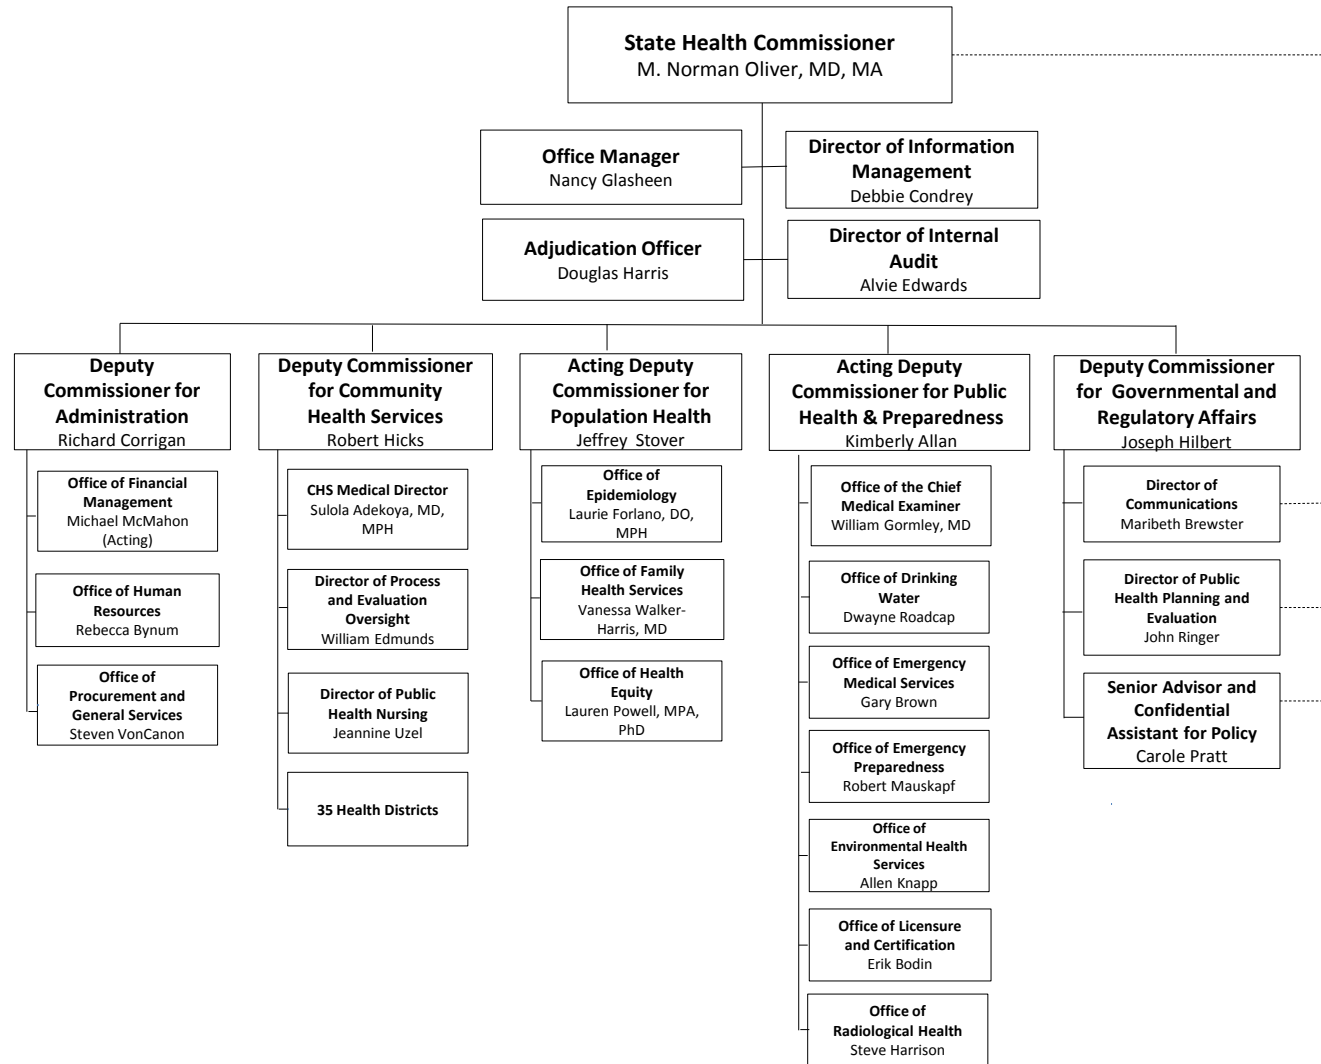 State Health Commissioner
M. Norman Oliver, MD, MA
Office Manager
Nancy Glasheen
Director of Information
Management
Debbie Condrey
Adjudication Officer
Douglas Harris
Director of Internal
Audit
Alvie Edwards
Deputy
Commissioner for
Administration
Richard Corrigan
Office of Financial
Management
Michael McMahon
(Acting)
Office of Human
Resources
Rebecca Bynum
Office of
Procurement and
General Services
Steven VonCanon
Deputy Commissioner
for Community
Health Services
Robert Hicks
CHS Medical Director
Sulola Adekoya, MD,
MPH
Director of Process
and Evaluation
Oversight
William Edmunds
Director of Public
Health Nursing
Jeannine Uzel
35 Health Districts
Acting Deputy
Commissioner for
Population Health
Jeffrey Stover
Office of
Epidemiology
Laurie Forlano, DO,
MPH
Office of Family
Health Services
Vanessa Walker-
Harris, MD
Office of Health
Equity
Lauren Powell, MPA,
PhD
Acting Deputy
Commissioner for Public
Health & Preparedness
Kimberly Allan
Office of the Chief
Medical Examiner
William Gormley, MD
Office of Drinking
Water
Dwayne Roadcap
Office of Emergency
Medical Services
Gary Brown
Office of Emergency
Preparedness
Robert Mauskapf
Office of
Environmental Health
Services
Allen Knapp
Office of Licensure
and Certification
Erik Bodin
Office of
Radiological Health
Steve Harrison
Deputy Commissioner
for Governmental and
Regulatory Affairs
Joseph Hilbert
Director of
Communications
Maribeth Brewster
Director of Public
Health Planning and
Evaluation
John Ringer
Senior Advisor and
Confidential
Assistant for Policy
Carole Pratt